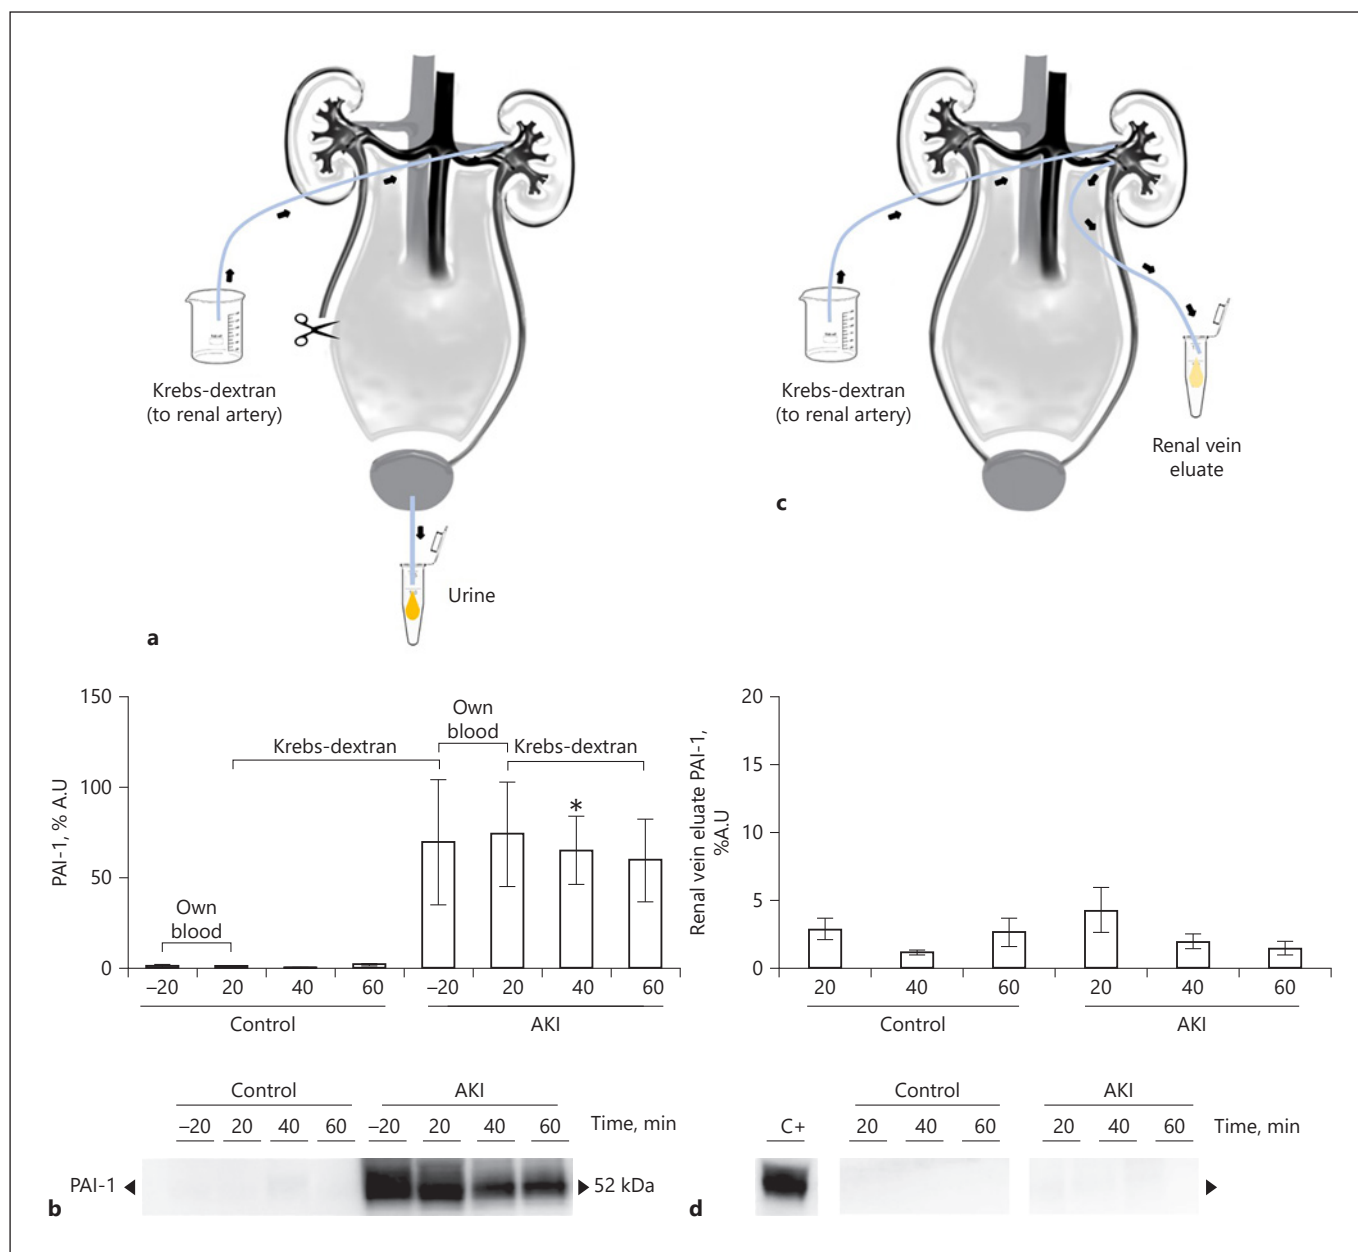 Krebs-dextran
(to renal artery)
Urine
a
Krebs-dextran
(to renal artery)
Renal vein
eluate
c
PAI-1, % A.U
150
100
50
0
Own
blood
Krebs-dextran
Own
blood
Krebs-dextran
*
–20 20 40 60 –20 20 40 60
Control AKI
Control AKI
–20 20 40 60 –20 20 40 60 Time, min
PAI-1 52 kDa
b
Renal vein eluate PAI-1,
%A.U
20
15
10
5
0
20 40 60 20 40 60
Control AKI
Control AKI
C+ 20 40 60 20 40 60 Time, min
d